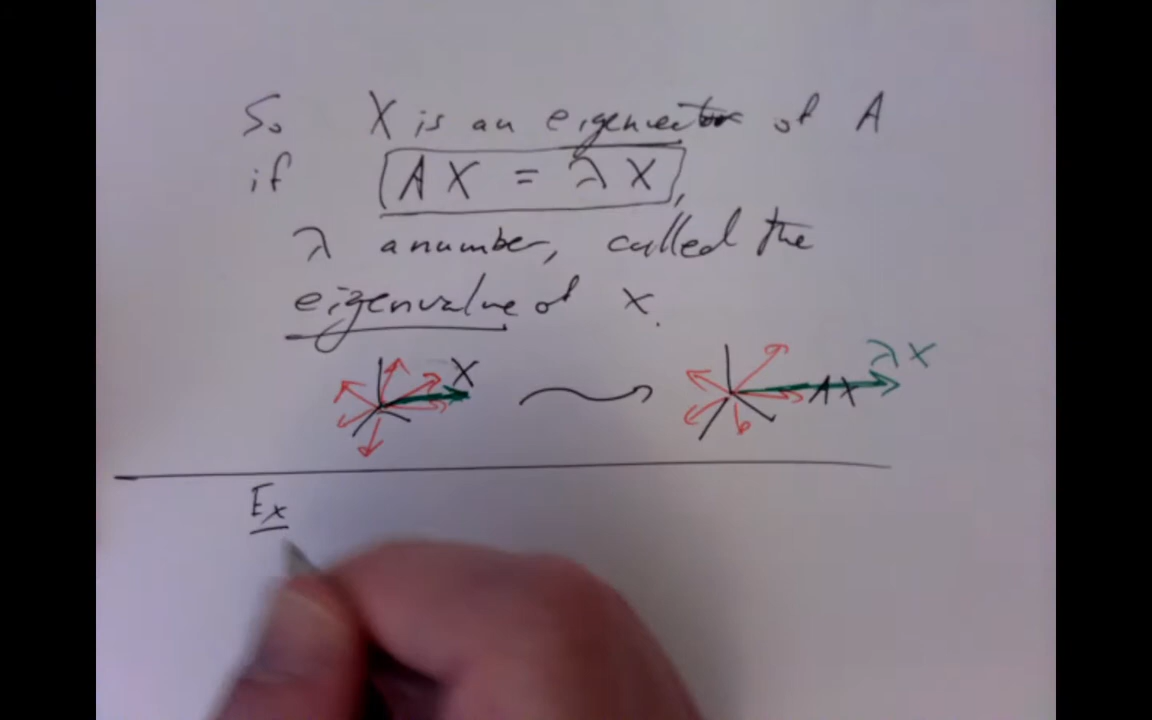 So X is an eigenvector of A
if AX = λX,
λ a number, called the
eigenvalue of X.
X
λX
AX
Ex